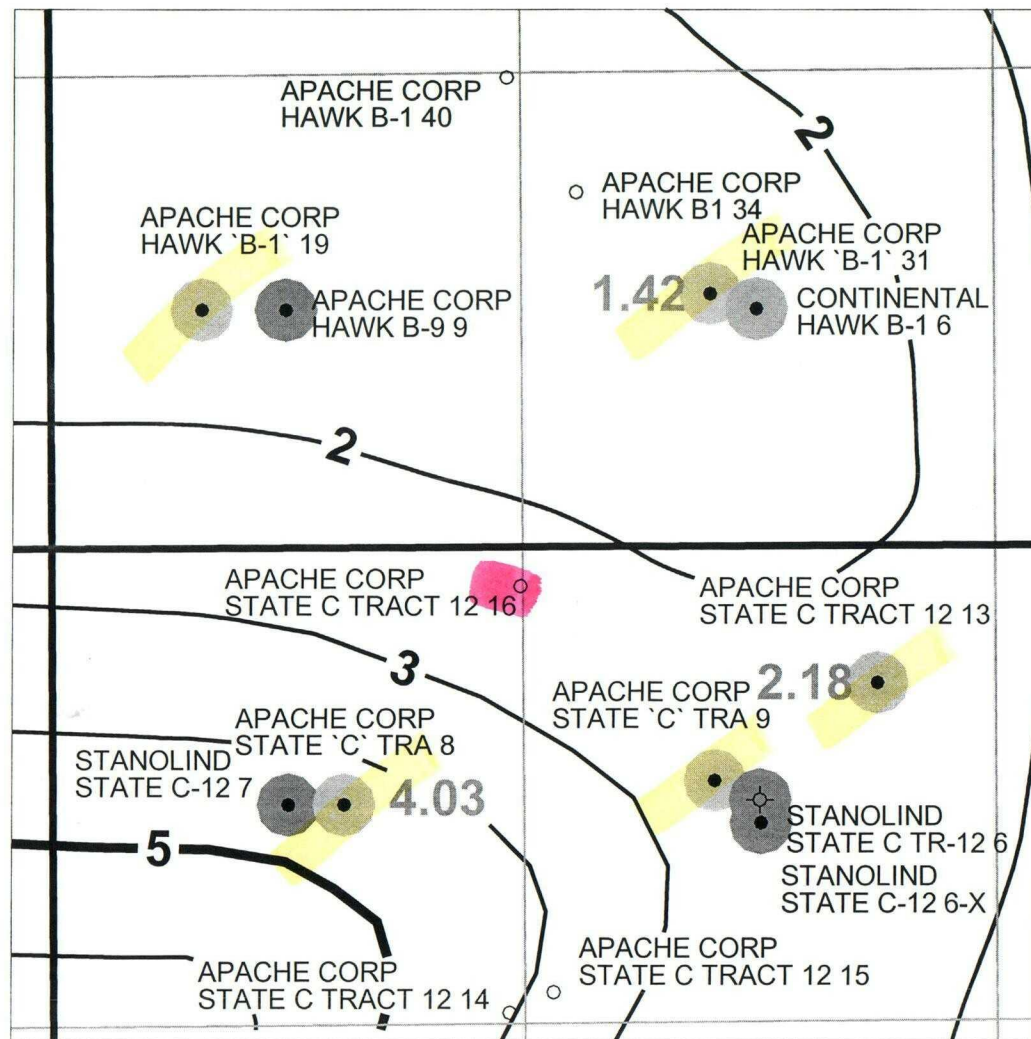 APACHE CORP
HAWK B-1 40
2
APACHE CORP
HAWK B1 34
APACHE CORP
HAWK `B-1` 19
APACHE CORP
HAWK `B-1` 31
1.42
APACHE CORP
HAWK B-9 9
CONTINENTAL
HAWK B-1 6
2
APACHE CORP
STATE C TRACT 12 16
APACHE CORP
STATE C TRACT 12 13
3
2.18
APACHE CORP
STATE `C` TRA 9
APACHE CORP
STATE `C` TRA 8
STANOLIND
STATE C-12 7
4.03
STANOLIND
STATE C TR-12 6
5
STANOLIND
STATE C-12 6-X
APACHE CORP
STATE C TRACT 12 15
APACHE CORP
STATE C TRACT 12 14